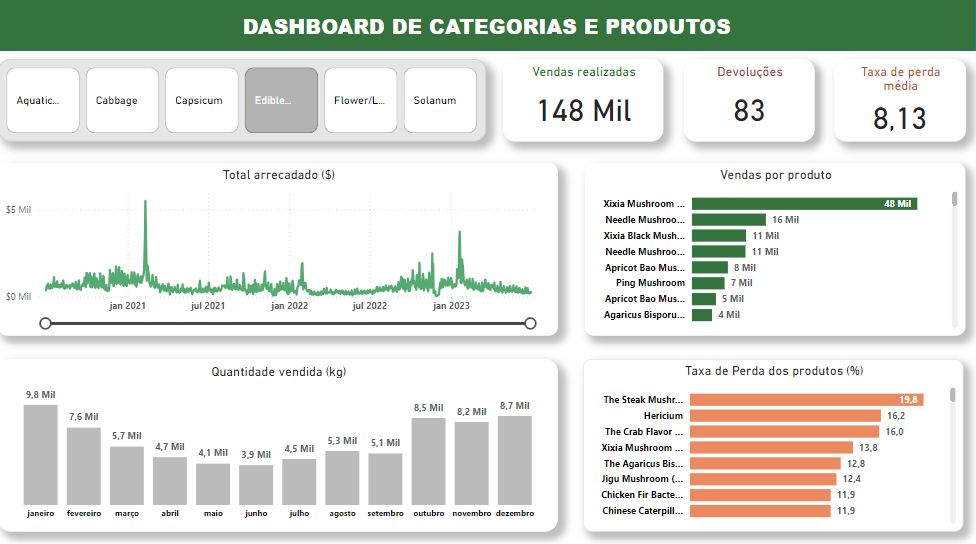 DASHBOARD DE CATEGORIAS E PRODUTOS
Aquatic...
Cabbage
Capsicum
Edible...
Flower/L...
Solanum
Vendas realizadas
148 Mil
Devoluções
83
Taxa de perda
média
8,13
Total arrecadado ($)
$5 Mil
$0 Mil
jan 2021
jul 2021
jan 2022
jul 2022
jan 2023
Vendas por produto
Xixia Mushroom ... 48 Mil
Needle Mushroo... 16 Mil
Xixia Black Mush... 11 Mil
Needle Mushroo... 11 Mil
Apricot Bao Mus... 8 Mil
Ping Mushroom 7 Mil
Apricot Bao Mus... 5 Mil
Agaricus Bisporu... 4 Mil
Quantidade vendida (kg)
9,8 Mil
7,6 Mil
5,7 Mil
4,7 Mil
4,1 Mil
3,9 Mil
4,5 Mil
5,3 Mil
5,1 Mil
8,5 Mil
8,2 Mil
8,7 Mil
janeiro
fevereiro
março
abril
maio
junho
julho
agosto
setembro
outubro
novembro
dezembro
Taxa de Perda dos produtos (%)
The Steak Mushr... 19,8
Hericium 16,2
The Crab Flavor ... 16,0
Xixia Mushroom ... 13,8
The Agaricus Bis... 12,8
Jigu Mushroom (... 12,4
Chicken Fir Bacte... 11,9
Chinese Caterpill... 11,9